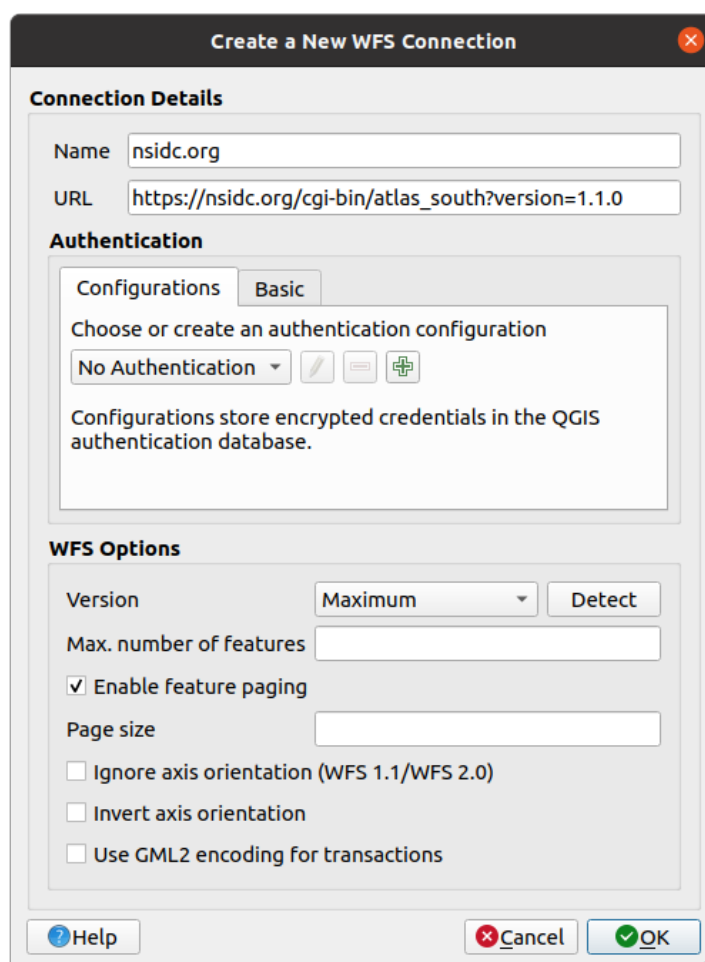 Create a New WFS Connection
Connection Details
Name nsidc.org
URL https://nsidc.org/cgi-bin/atlas_south?version=1.1.0
Authentication
Configurations Basic
Choose or create an authentication configuration
No Authentication
Configurations store encrypted credentials in the QGIS
authentication database.
WFS Options
Version Maximum Detect
Max. number of features
Enable feature paging
Page size
Ignore axis orientation (WFS 1.1/WFS 2.0)
Invert axis orientation
Use GML2 encoding for transactions
Help Cancel OK